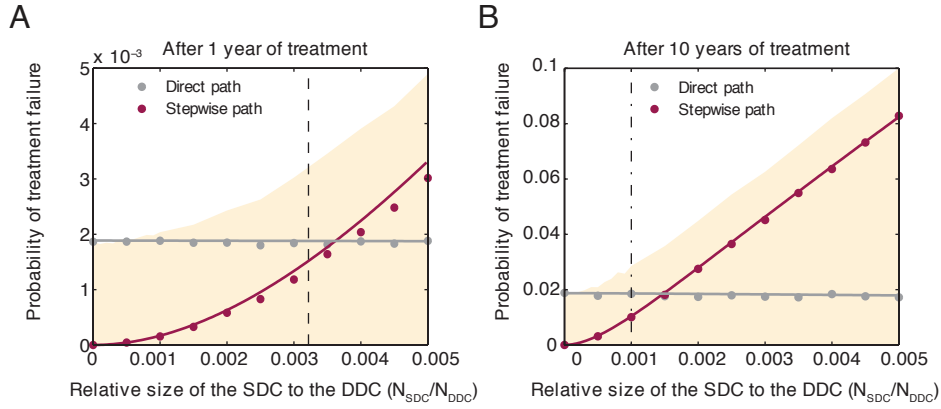 A
After 1 year of treatment
5 × 10⁻³
4
3
2
1
0
Probability of treatment failure
Direct path
Stepwise path
0 0.001 0.002 0.003 0.004 0.005
Relative size of the SDC to the DDC (N_SDC/N_DDC)
B
After 10 years of treatment
0.1
0.08
0.06
0.04
0.02
0
Probability of treatment failure
Direct path
Stepwise path
0 0.001 0.002 0.003 0.004 0.005
Relative size of the SDC to the DDC (N_SDC/N_DDC)